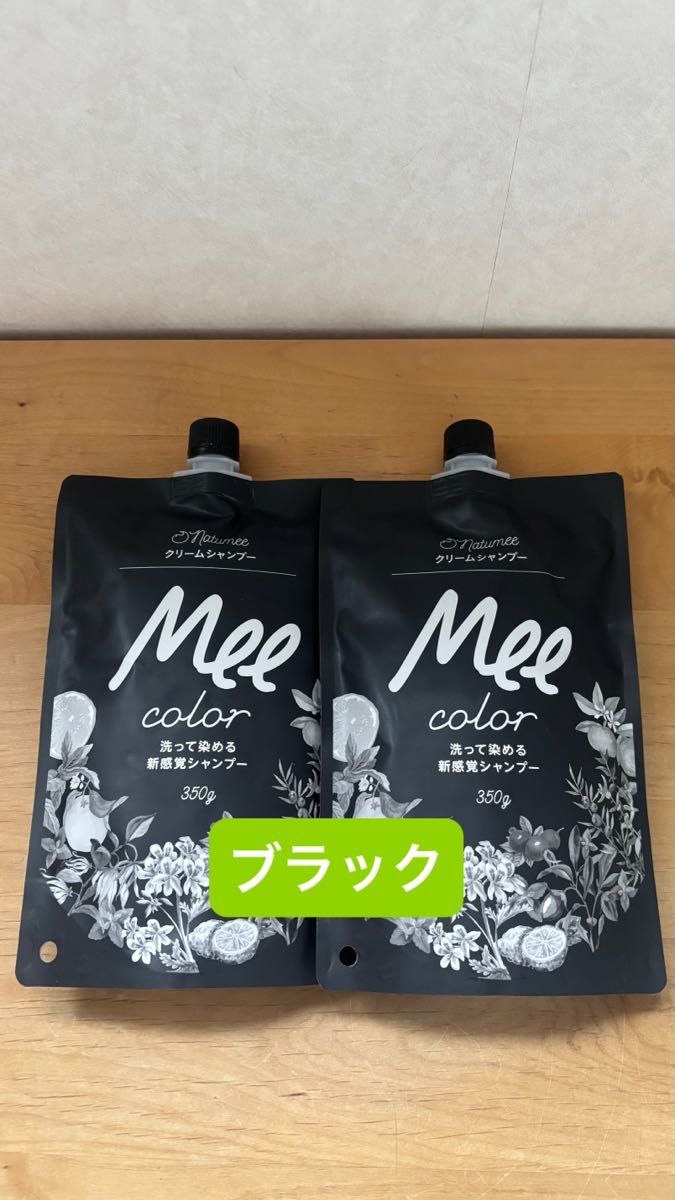 Natumee
クリームシャンプー
Mee
color
洗って染める
新感覚シャンプー
350g
Natumee
クリームシャンプー
Mee
color
洗って染める
新感覚シャンプー
350g
ブラック